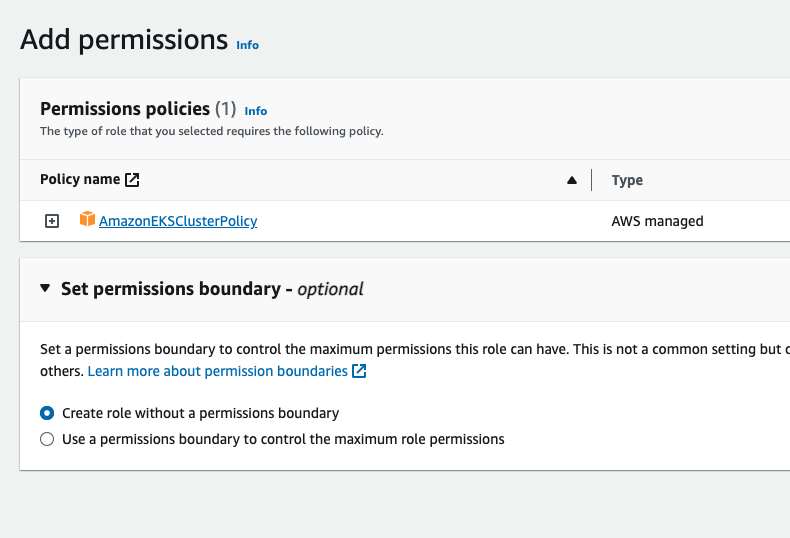 Add permissions Info
Permissions policies (1) Info
The type of role that you selected requires the following policy.
Policy name Type
AmazonEKSClusterPolicy AWS managed
Set permissions boundary - optional
Set a permissions boundary to control the maximum permissions this role can have. This is not a common setting but
others. Learn more about permission boundaries
Create role without a permissions boundary
Use a permissions boundary to control the maximum role permissions